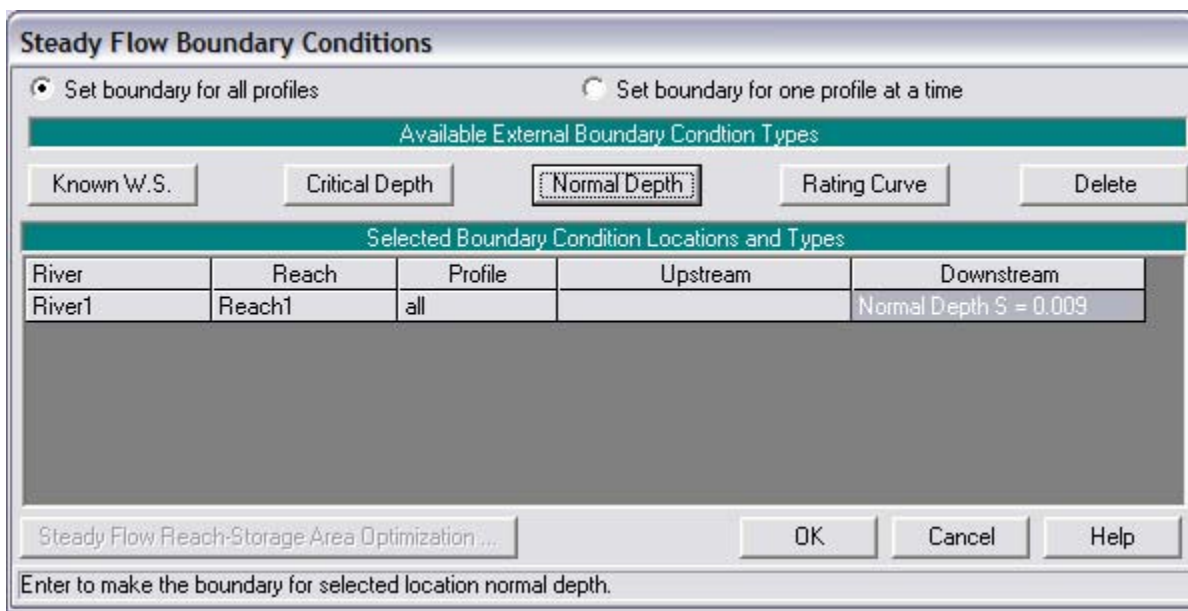 Steady Flow Boundary Conditions
Set boundary for all profiles Set boundary for one profile at a time
Available External Boundary Condtion Types
Known W.S. Critical Depth Normal Depth Rating Curve Delete
Selected Boundary Condition Locations and Types
River Reach Profile Upstream Downstream
River1 Reach1 all Normal Depth S = 0.009
Steady Flow Reach-Storage Area Optimization ... OK Cancel Help
Enter to make the boundary for selected location normal depth.